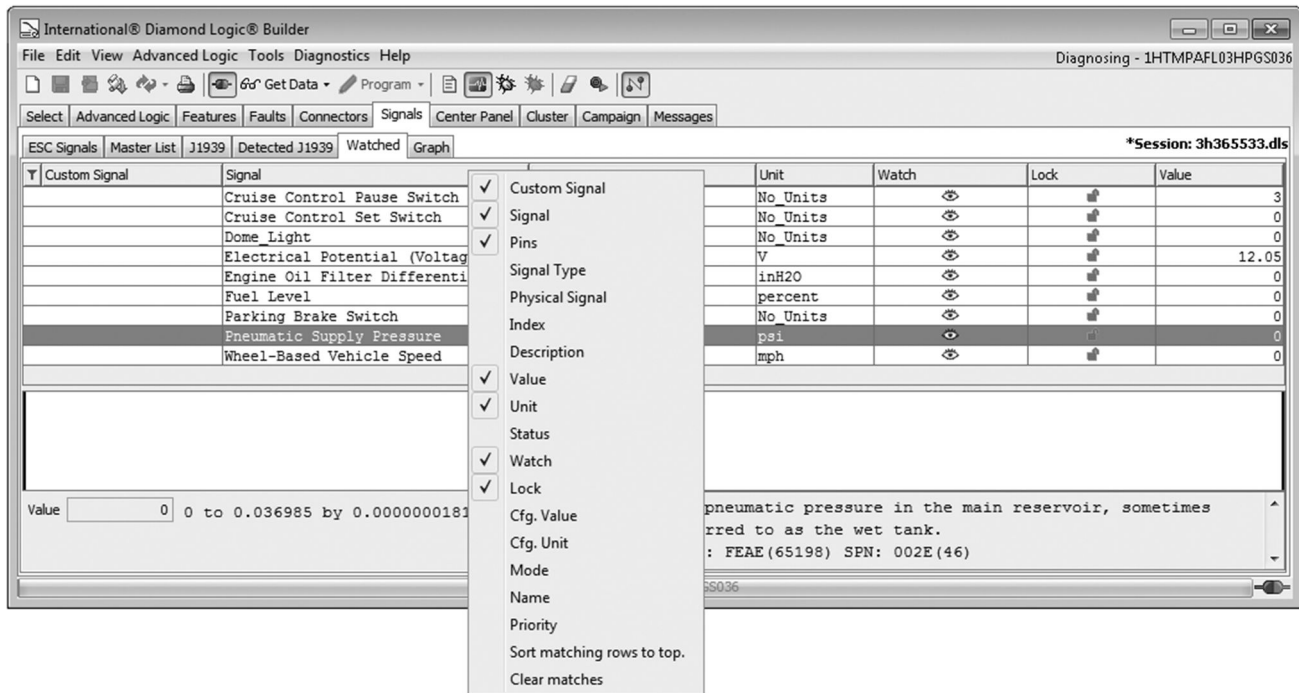 International® Diamond Logic® Builder
File Edit View Advanced Logic Tools Diagnostics Help
Diagnosing - 1HTMPAFL03HPGS036
Get Data Program
Select Advanced Logic Features Faults Connectors Signals Center Panel Cluster Campaign Messages
ESC Signals Master List J1939 Detected J1939 Watched Graph
*Session: 3h365533.dls
Custom Signal Signal Unit Watch Lock Value
Cruise Control Pause Switch No_Units 3
Cruise Control Set Switch No_Units 0
Dome_Light No_Units 0
Electrical Potential (Voltag V 12.05
Engine Oil Filter Differenti inH2O 0
Fuel Level percent 0
Parking Brake Switch No_Units 0
Pneumatic Supply Pressure psi 0
Wheel-Based Vehicle Speed mph 0
Custom Signal
Signal
Pins
Signal Type
Physical Signal
Index
Description
Value
Unit
Status
Watch
Lock
Cfg. Value
Cfg. Unit
Mode
Name
Priority
Sort matching rows to top.
Clear matches
Value 0 0 to 0.036985 by 0.0000000181
pneumatic pressure in the main reservoir, sometimes
rred to as the wet tank.
: FEAE(65198) SPN: 002E(46)
GS036